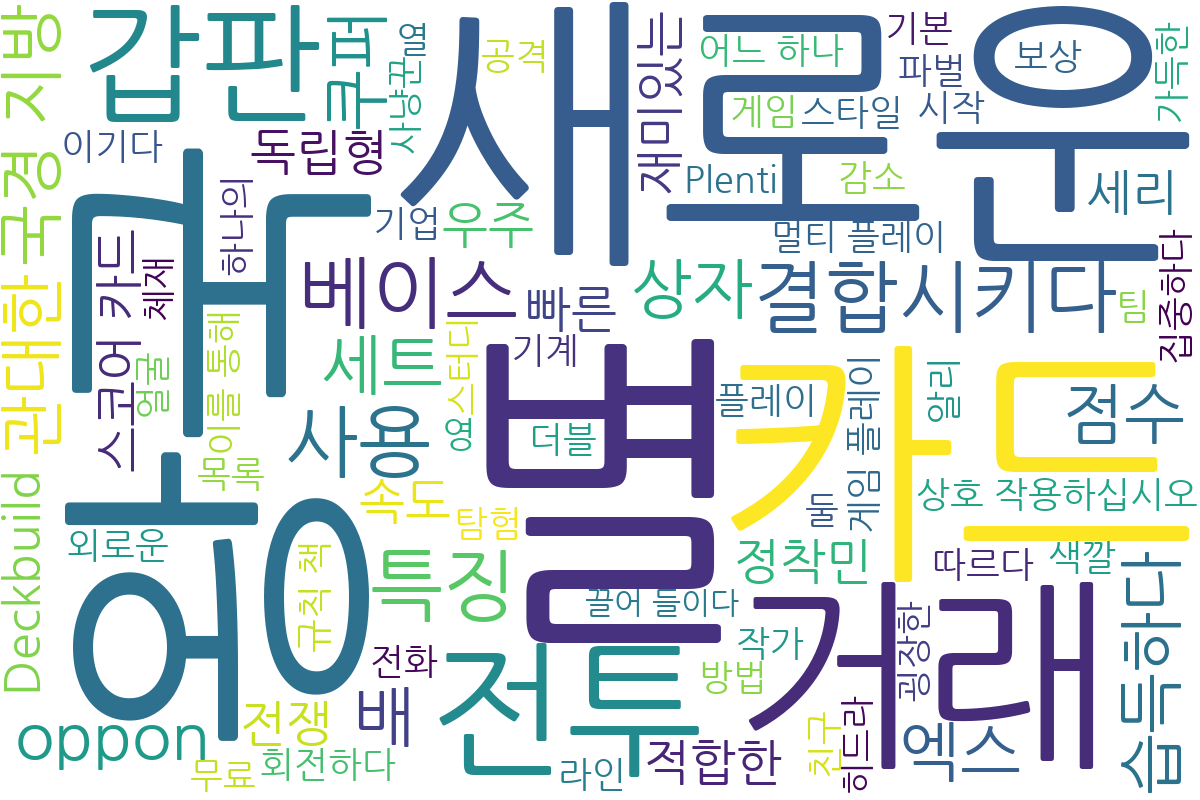 새로운
카드
국
행
별
거래
갑판
전투
쿠퍼
열
사냥꾼
공격
재미있는
어느 하나
기본
파벌
보상
가득한
게임
스타일
시작
국경 지방
이기다
독립형
하나의
기업
우주
Plenti
감소
세리
멀티 플레이
관대한
스코어 카드
체재
베이스
빠른
상자
결합시키다
팀
집중하다
얼굴
이를 통해
세트
스터디
기계
플레이
게임 플레이
알리
점수
사용
영
더블
목록
속도
탐험
둘
상호 작용하십시오
Deckbuild
외로운
규칙 책
특징
정착민
따르다
색깔
습득하다
끌어 들이다
전화
작가
방법
굉장한
oppon
전쟁
배
무료
회전하다
라인
적합한
친구
히드라
엑스